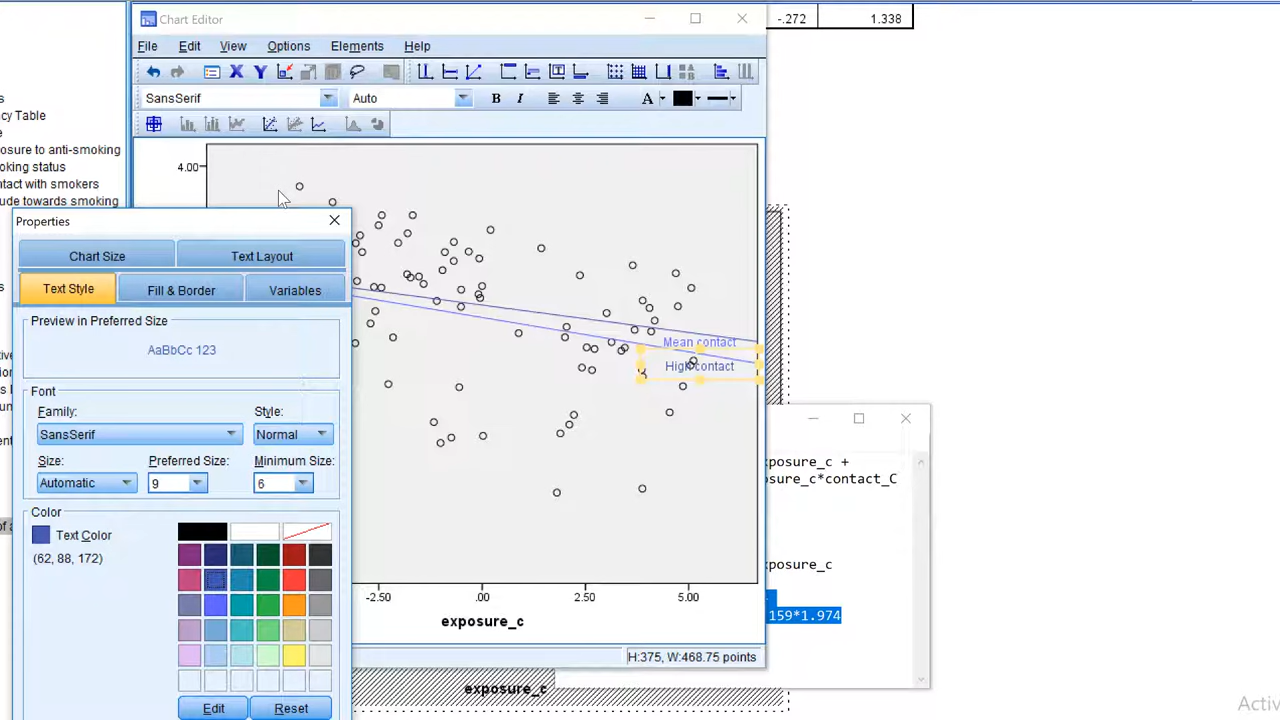 Chart Editor
-.272
1.338
File
Edit
View
Options
Elements
Help
X
Y
SansSerif
Auto
B
I
A
s
cy Table
e
osure to anti-smoking
oking status
tact with smokers
ude towards smoking
4.00
Properties
Chart Size
Text Layout
Text Style
Fill & Border
Variables
Preview in Preferred Size
AaBbCc 123
Mean contact
High contact
Font
Family:
Style:
SansSerif
Normal
Size:
Preferred Size:
Minimum Size:
Automatic
9
6
Color
Text Color
(62, 88, 172)
Edit
Reset
-2.50
.00
2.50
5.00
exposure_c
H:375, W:468.75 points
xposure_c +
osure_c*contact_C
xposure_c
159*1.974
exposure_c
Activ